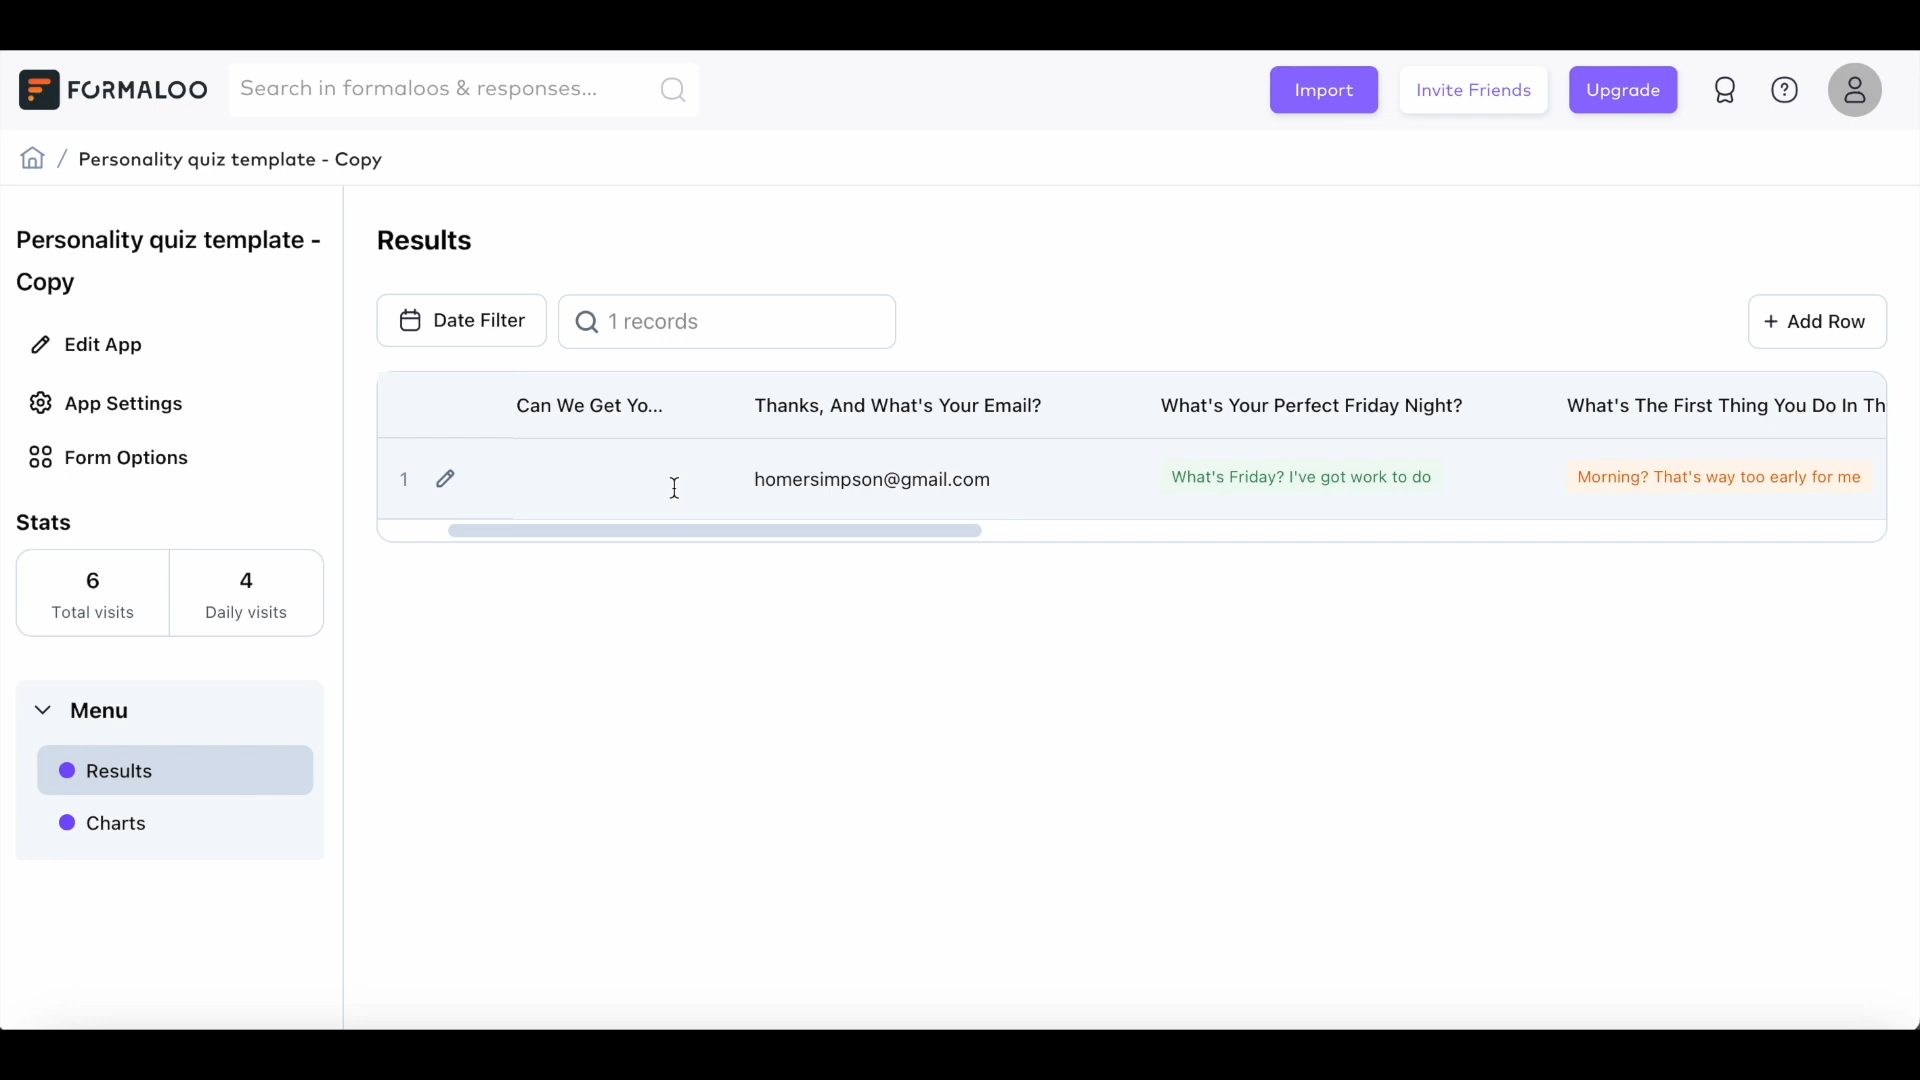 FORMALOO
Search in formaloos & responses...
Import
Invite Friends
Upgrade
/ Personality quiz template - Copy
Personality quiz template -
Copy
Edit App
App Settings
Form Options
Stats
6
Total visits
4
Daily visits
Menu
Results
Charts
Results
Date Filter
1 records
+ Add Row
Can We Get Yo...
Thanks, And What's Your Email?
What's Your Perfect Friday Night?
What's The First Thing You Do In Th
1
homersimpson@gmail.com
What's Friday? I've got work to do
Morning? That's way too early for me